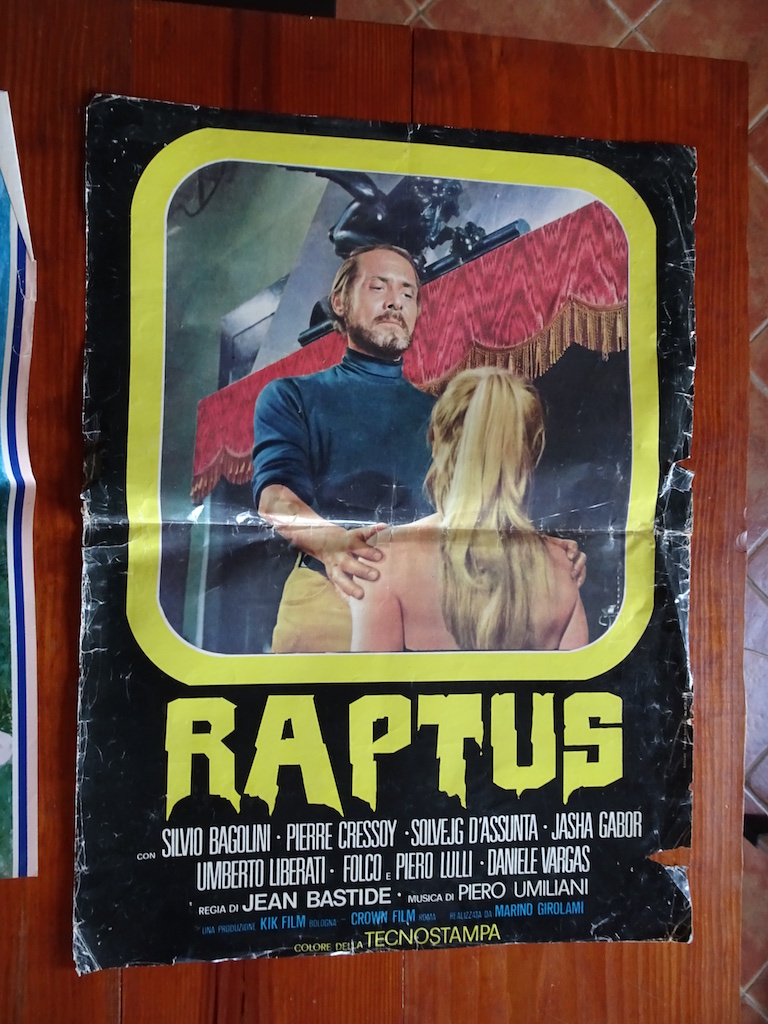 RAPTUS
CON SILVIO BAGOLINI · PIERRE CRESSOY · SOLVEJG D'ASSUNTA · JASHA GABOR
UMBERTO LIBERATI · FOLCO E PIERO LULLI · DANIELE VARGAS
REGIA DI JEAN BASTIDE · MUSICA DI PIERO UMILIANI
UNA PRODUZIONE KIK FILM BOLOGNA - CROWN FILM ROMA REALIZZATA DA MARINO GIROLAMI
COLORE DELLA TECNOSTAMPA